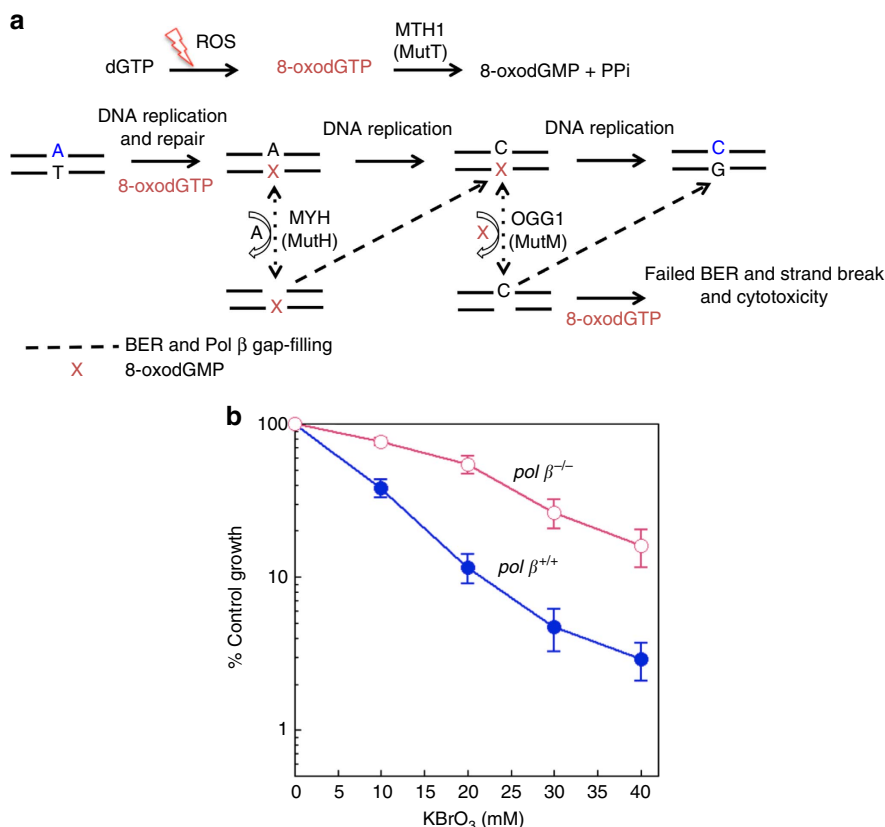 a
ROS
MTH1
(MutT)
dGTP
8-oxodGTP
8-oxodGMP + PPi
DNA replication
and repair
DNA replication
DNA replication
A
T
8-oxodGTP
A
X
C
X
C
G
A
MYH
(MutH)
X
OGG1
(MutM)
X
C
8-oxodGTP
Failed BER and strand break
and cytotoxicity
BER and Pol β gap-filling
X
8-oxodGMP
b
100
10
1
% Control growth
pol β–/–
pol β+/+
0
5
10
15
20
25
30
35
40
KBrO3 (mM)